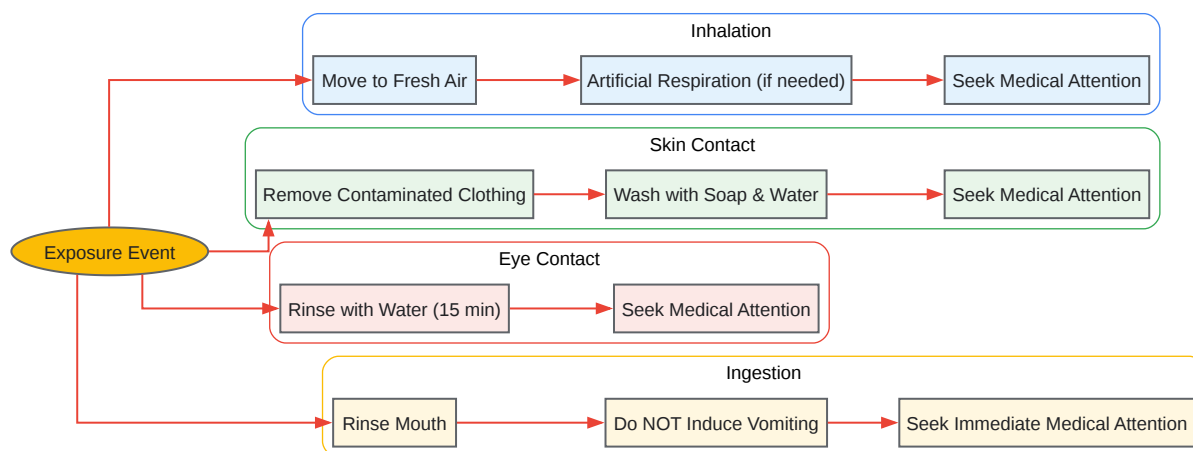 Inhalation
Move to Fresh Air
Artificial Respiration (if needed)
Seek Medical Attention
Skin Contact
Remove Contaminated Clothing
Wash with Soap & Water
Seek Medical Attention
Exposure Event
Eye Contact
Rinse with Water (15 min)
Seek Medical Attention
Ingestion
Rinse Mouth
Do NOT Induce Vomiting
Seek Immediate Medical Attention